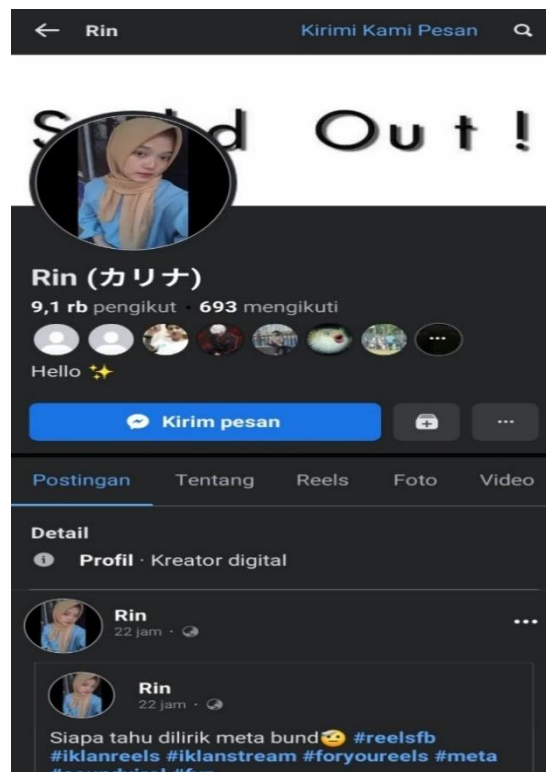 Rin
Kirimi Kami Pesan
Sold Out!
Rin (カリナ)
9,1 rb pengikut · 693 mengikuti
Hello ✨
Kirim pesan
Postingan Tentang Reels Foto Video
Detail
Profil · Kreator digital
Rin
22 jam ·
Rin
22 jam ·
Siapa tahu dilirik meta bund🤨 #reelsfb
#iklanreels #iklanstream #foryoureels #meta